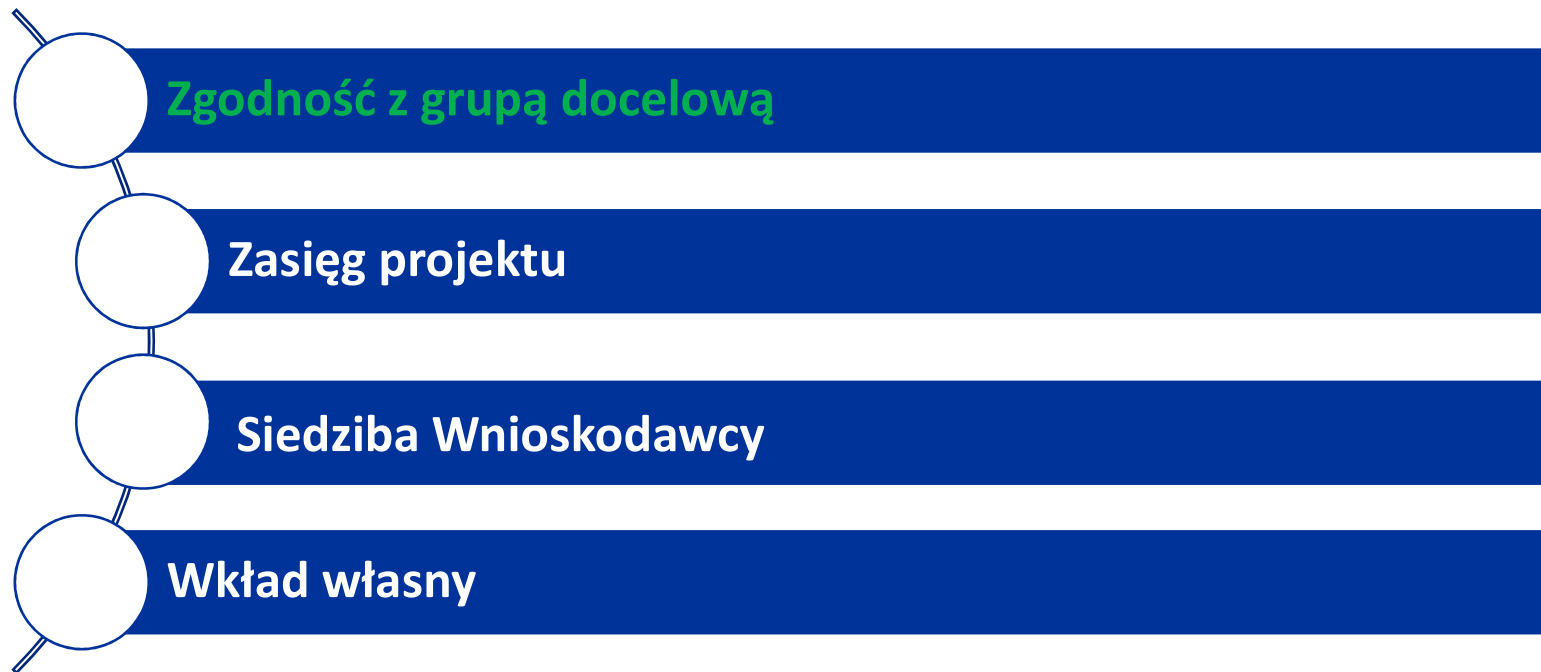 Zgodność z grupą docelową
Zasięg projektu
Siedziba Wnioskodawcy
Wkład własny